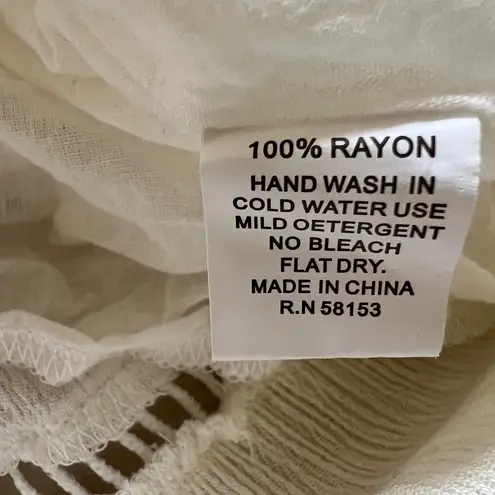 100% RAYON
HAND WASH IN
COLD WATER USE
MILD OETERGENT
NO BLEACH
FLAT DRY.
MADE IN CHINA
R.N 58153